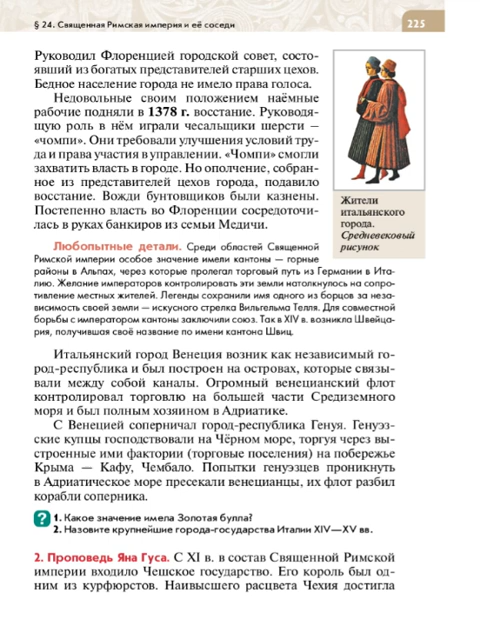 § 24. Священная Римская империя и её соседи
225
Руководил Флоренцией городской совет, состо-
явший из богатых представителей старших цехов.
Бедное население города не имело права голоса.
Недовольные своим положением наёмные
рабочие подняли в 1378 г. восстание. Руководя-
щую роль в нём играли чесальщики шерсти –
«чомпи». Они требовали улучшения условий тру-
да и права участия в управлении. «Чомпи» смогли
захватить власть в городе. Но ополчение, собран-
ное из представителей цехов города, подавило
восстание. Вожди бунтовщиков были казнены.
Постепенно власть во Флоренции сосредоточи-
лась в руках банкиров из семьи Медичи.
Жители
итальянского
города.
Средневековый
рисунок
Любопытные детали. Среди областей Священной
Римской империи особое значение имели кантоны — горные
районы в Альпах, через которые пролегал торговый путь из Германии в Ита-
лию. Желание императоров контролировать эти земли натолкнулось на сопро-
тивление местных жителей. Легенды сохранили имя одного из борцов за неза-
висимость своей земли — искусного стрелка Вильгельма Телля. Для совместной
борьбы с императором кантоны заключили союз. Так в XIV в. возникла Швейца-
рия, получившая своё название по имени кантона Швиц.
Итальянский город Венеция возник как независимый го-
род-республика и был построен на островах, которые связы-
вали между собой каналы. Огромный венецианский флот
контролировал торговлю на большей части Средиземного
моря и был полным хозяином в Адриатике.
С Венецией соперничал город-республика Генуя. Генуэз-
ские купцы господствовали на Чёрном море, торгуя через вы-
строенные ими фактории (торговые поселения) на побережье
Крыма — Кафу, Чембало. Попытки генуэзцев проникнуть
в Адриатическое море пресекали венецианцы, их флот разбил
корабли соперника.
? 1. Какое значение имела Золотая булла?
2. Назовите крупнейшие города-государства Италии XIV—XV вв.
2. Проповедь Яна Гуса. С XI в. в состав Священной Римской
империи входило Чешское государство. Его король был од-
ним из курфюрстов. Наивысшего расцвета Чехия достигла